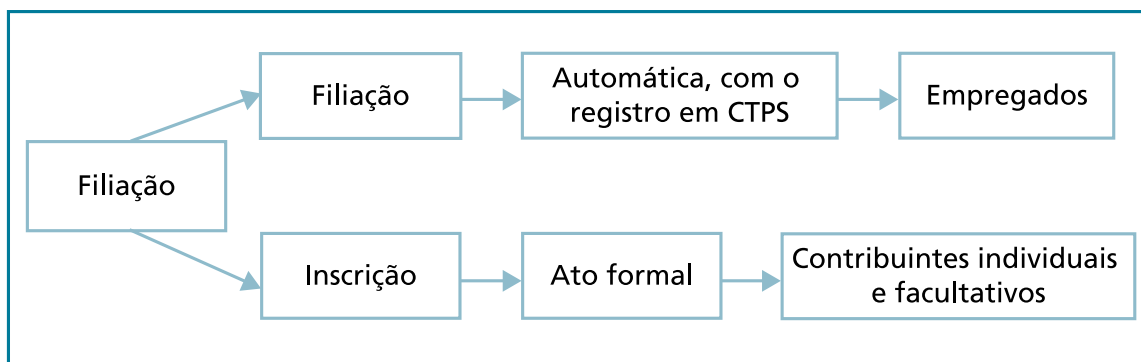 Filiação
Filiação
Automática, com o
registro em CTPS
Empregados
Inscrição
Ato formal
Contribuintes individuais
e facultativos